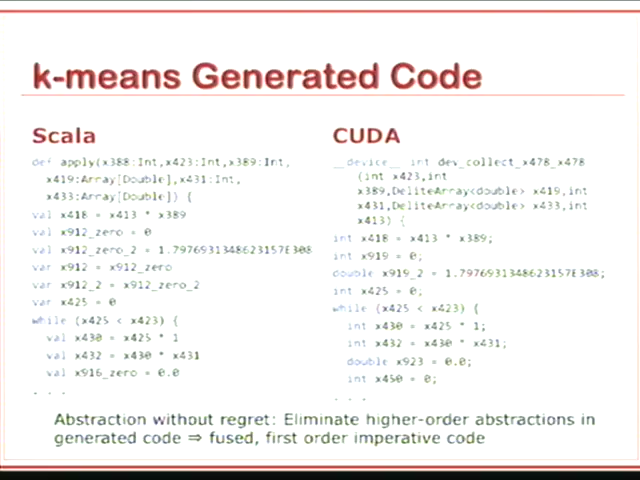 k-means Generated Code
Scala
def apply(x388:Int,x423:Int,x389:Int,
x419:Array[Double],x431:Int,
x433:Array[Double]) {
val x418 = x413 * x389
val x912_zero = 0
val x912_zero_2 = 1.7976931348623157E308
var x912 = x912_zero
var x912_2 = x912_zero_2
var x425 = 0
while (x425 < x423) {
val x430 = x425 * 1
val x432 = x430 * x431
val x916_zero = 0.0
. . .
CUDA
__device__ int dev_collect_x478_x478
(int x423,int
x389,DeliteArray<double> x419,int
x431,DeliteArray<double> x433,int
x413) {
int x418 = x413 * x389;
int x919 = 0;
double x919_2 = 1.7976931348623157E308;
int x425 = 0;
while (x425 < x423) {
int x430 = x425 * 1;
int x432 = x430 * x431;
double x923 = 0.0;
int x450 = 0;
. . .
Abstraction without regret: Eliminate higher-order abstractions in
generated code ⇒ fused, first order imperative code